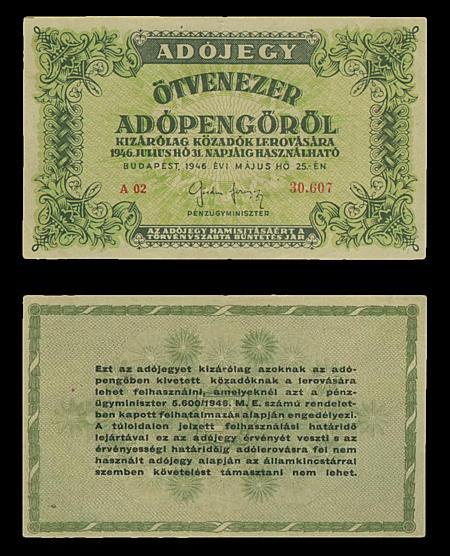 ADÓJEGY
ÖTVENEZER
ADÓPENGŐRŐL
KIZÁRÓLAG KÖZADÓK LEROVÁSÁRA
1946. JULIUS HÓ 31. NAPJÁIG HASZNÁLHATÓ
BUDAPEST, 1946. ÉVI MÁJUS HÓ 25.-ÉN
A 02 30.607
PÉNZÜGYMINISZTER
AZ ADÓJEGY HAMISITÁSÁÉRT A
TÖRVÉNYSZABTA BÜNTETÉS JÁR
Ezt az adójegyet kizárólag azoknak az adó-
pengőben kivetett közadóknak a lerovására
lehet felhasználni, amelyeknél azt a pénz-
ügyminiszter 5.600/1946. M. E. számú rendelet-
ben kapott felhatalmazás alapján engedélyezi.
A túloldalon jelzett felhasználási határidő
lejártával ez az adójegy érvényét veszti s az
érvényességi határidőig adólerovásra fel nem
használt adójegy alapján az államkincstárral
szemben követelést támasztani nem lehet.